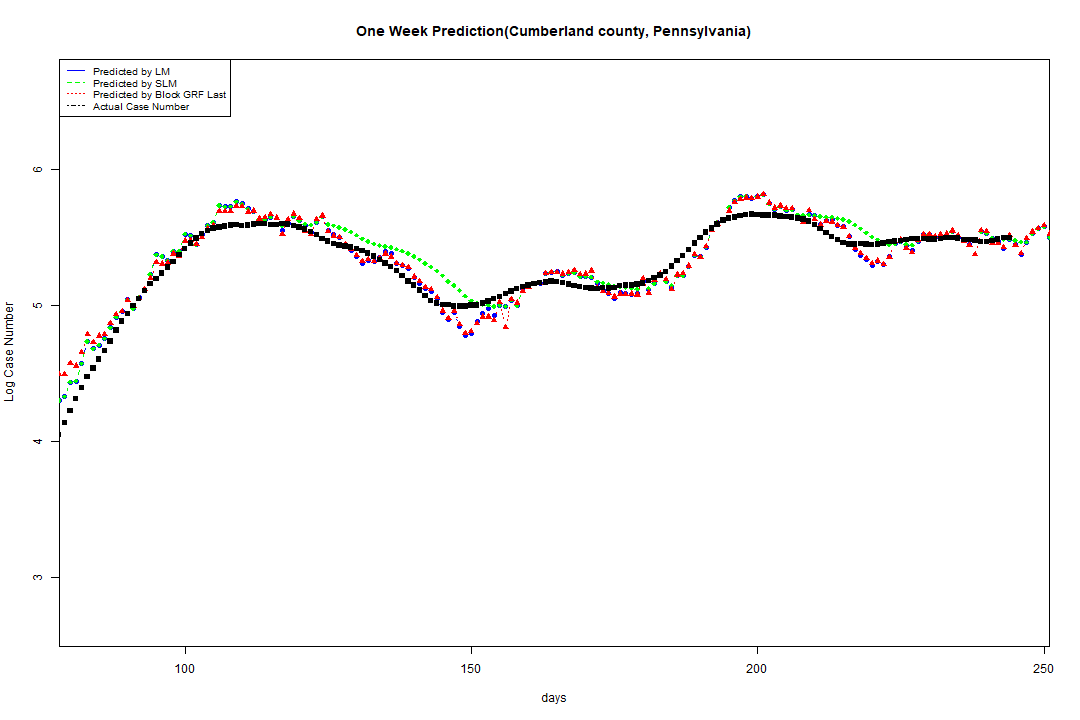 One Week Prediction(Cumberland county, Pennsylvania)
Predicted by LM
Predicted by SLM
Predicted by Block GRF Last
Actual Case Number
6
5
4
3
Log Case Number
100 150 200 250
days